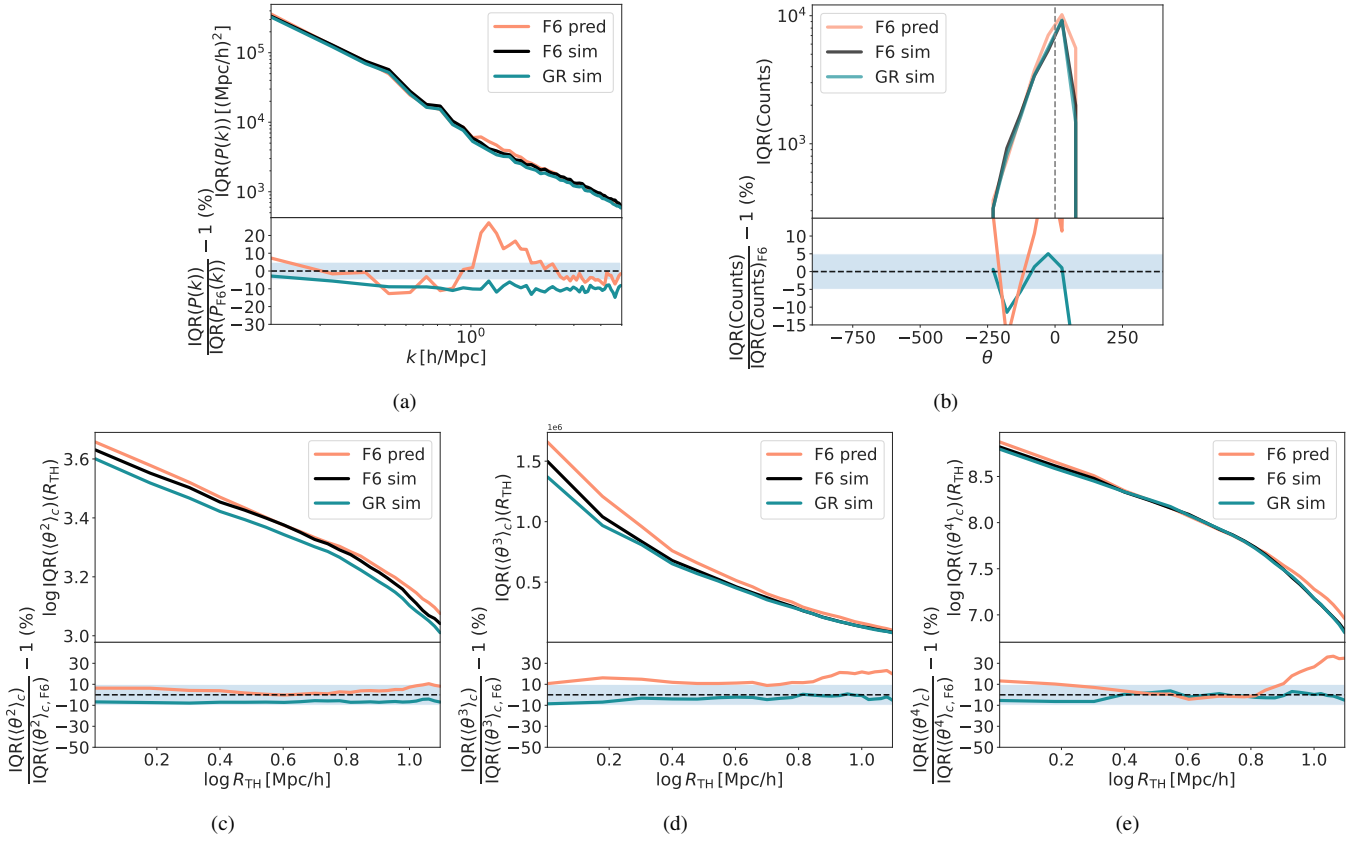 IQR(P(k)) [(Mpc/h)²]
10⁵
10⁴
10³
F6 pred
F6 sim
GR sim
IQR(P(k))
IQR(P_F6(k))
− 1 (%)
20
10
0
−10
−20
−30
10⁰
k [h/Mpc]
(a)
IQR(Counts)
10⁴
10³
F6 pred
F6 sim
GR sim
IQR(Counts)
IQR(Counts)_F6
− 1 (%)
10
5
0
−5
−10
−15
−750
−500
−250
0
250
θ
(b)
log IQR(⟨θ²⟩_c)(R_TH)
3.6
3.4
3.2
3.0
F6 pred
F6 sim
GR sim
IQR(⟨θ²⟩_c)
IQR(⟨θ²⟩_c,F6)
− 1 (%)
30
10
−10
−30
−50
0.2
0.4
0.6
0.8
1.0
log R_TH [Mpc/h]
(c)
1e6
IQR(⟨θ³⟩_c)(R_TH)
1.5
1.0
0.5
F6 pred
F6 sim
GR sim
IQR(⟨θ³⟩_c)
IQR(⟨θ³⟩_c,F6)
− 1 (%)
30
10
−10
−30
−50
0.2
0.4
0.6
0.8
1.0
log R_TH [Mpc/h]
(d)
log IQR(⟨θ⁴⟩_c)(R_TH)
8.5
8.0
7.5
7.0
F6 pred
F6 sim
GR sim
IQR(⟨θ⁴⟩_c)
IQR(⟨θ⁴⟩_c,F6)
− 1 (%)
30
10
−10
−30
−50
0.2
0.4
0.6
0.8
1.0
log R_TH [Mpc/h]
(e)